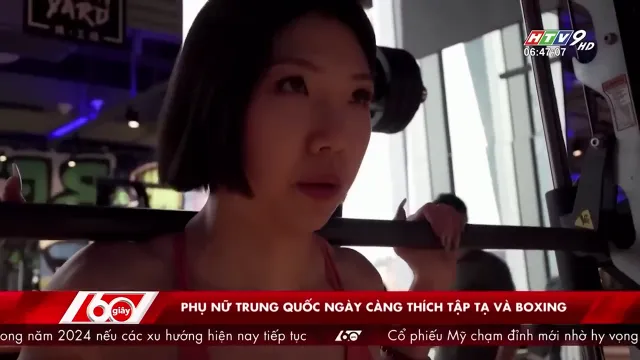 YARD
HTV9 HD
06:47:07
60 giây
PHỤ NỮ TRUNG QUỐC NGÀY CÀNG THÍCH TẬP TẠ VÀ BOXING
ong năm 2024 nếu các xu hướng hiện nay tiếp tục 60 Cổ phiếu Mỹ chạm đỉnh mới nhờ hy vọng